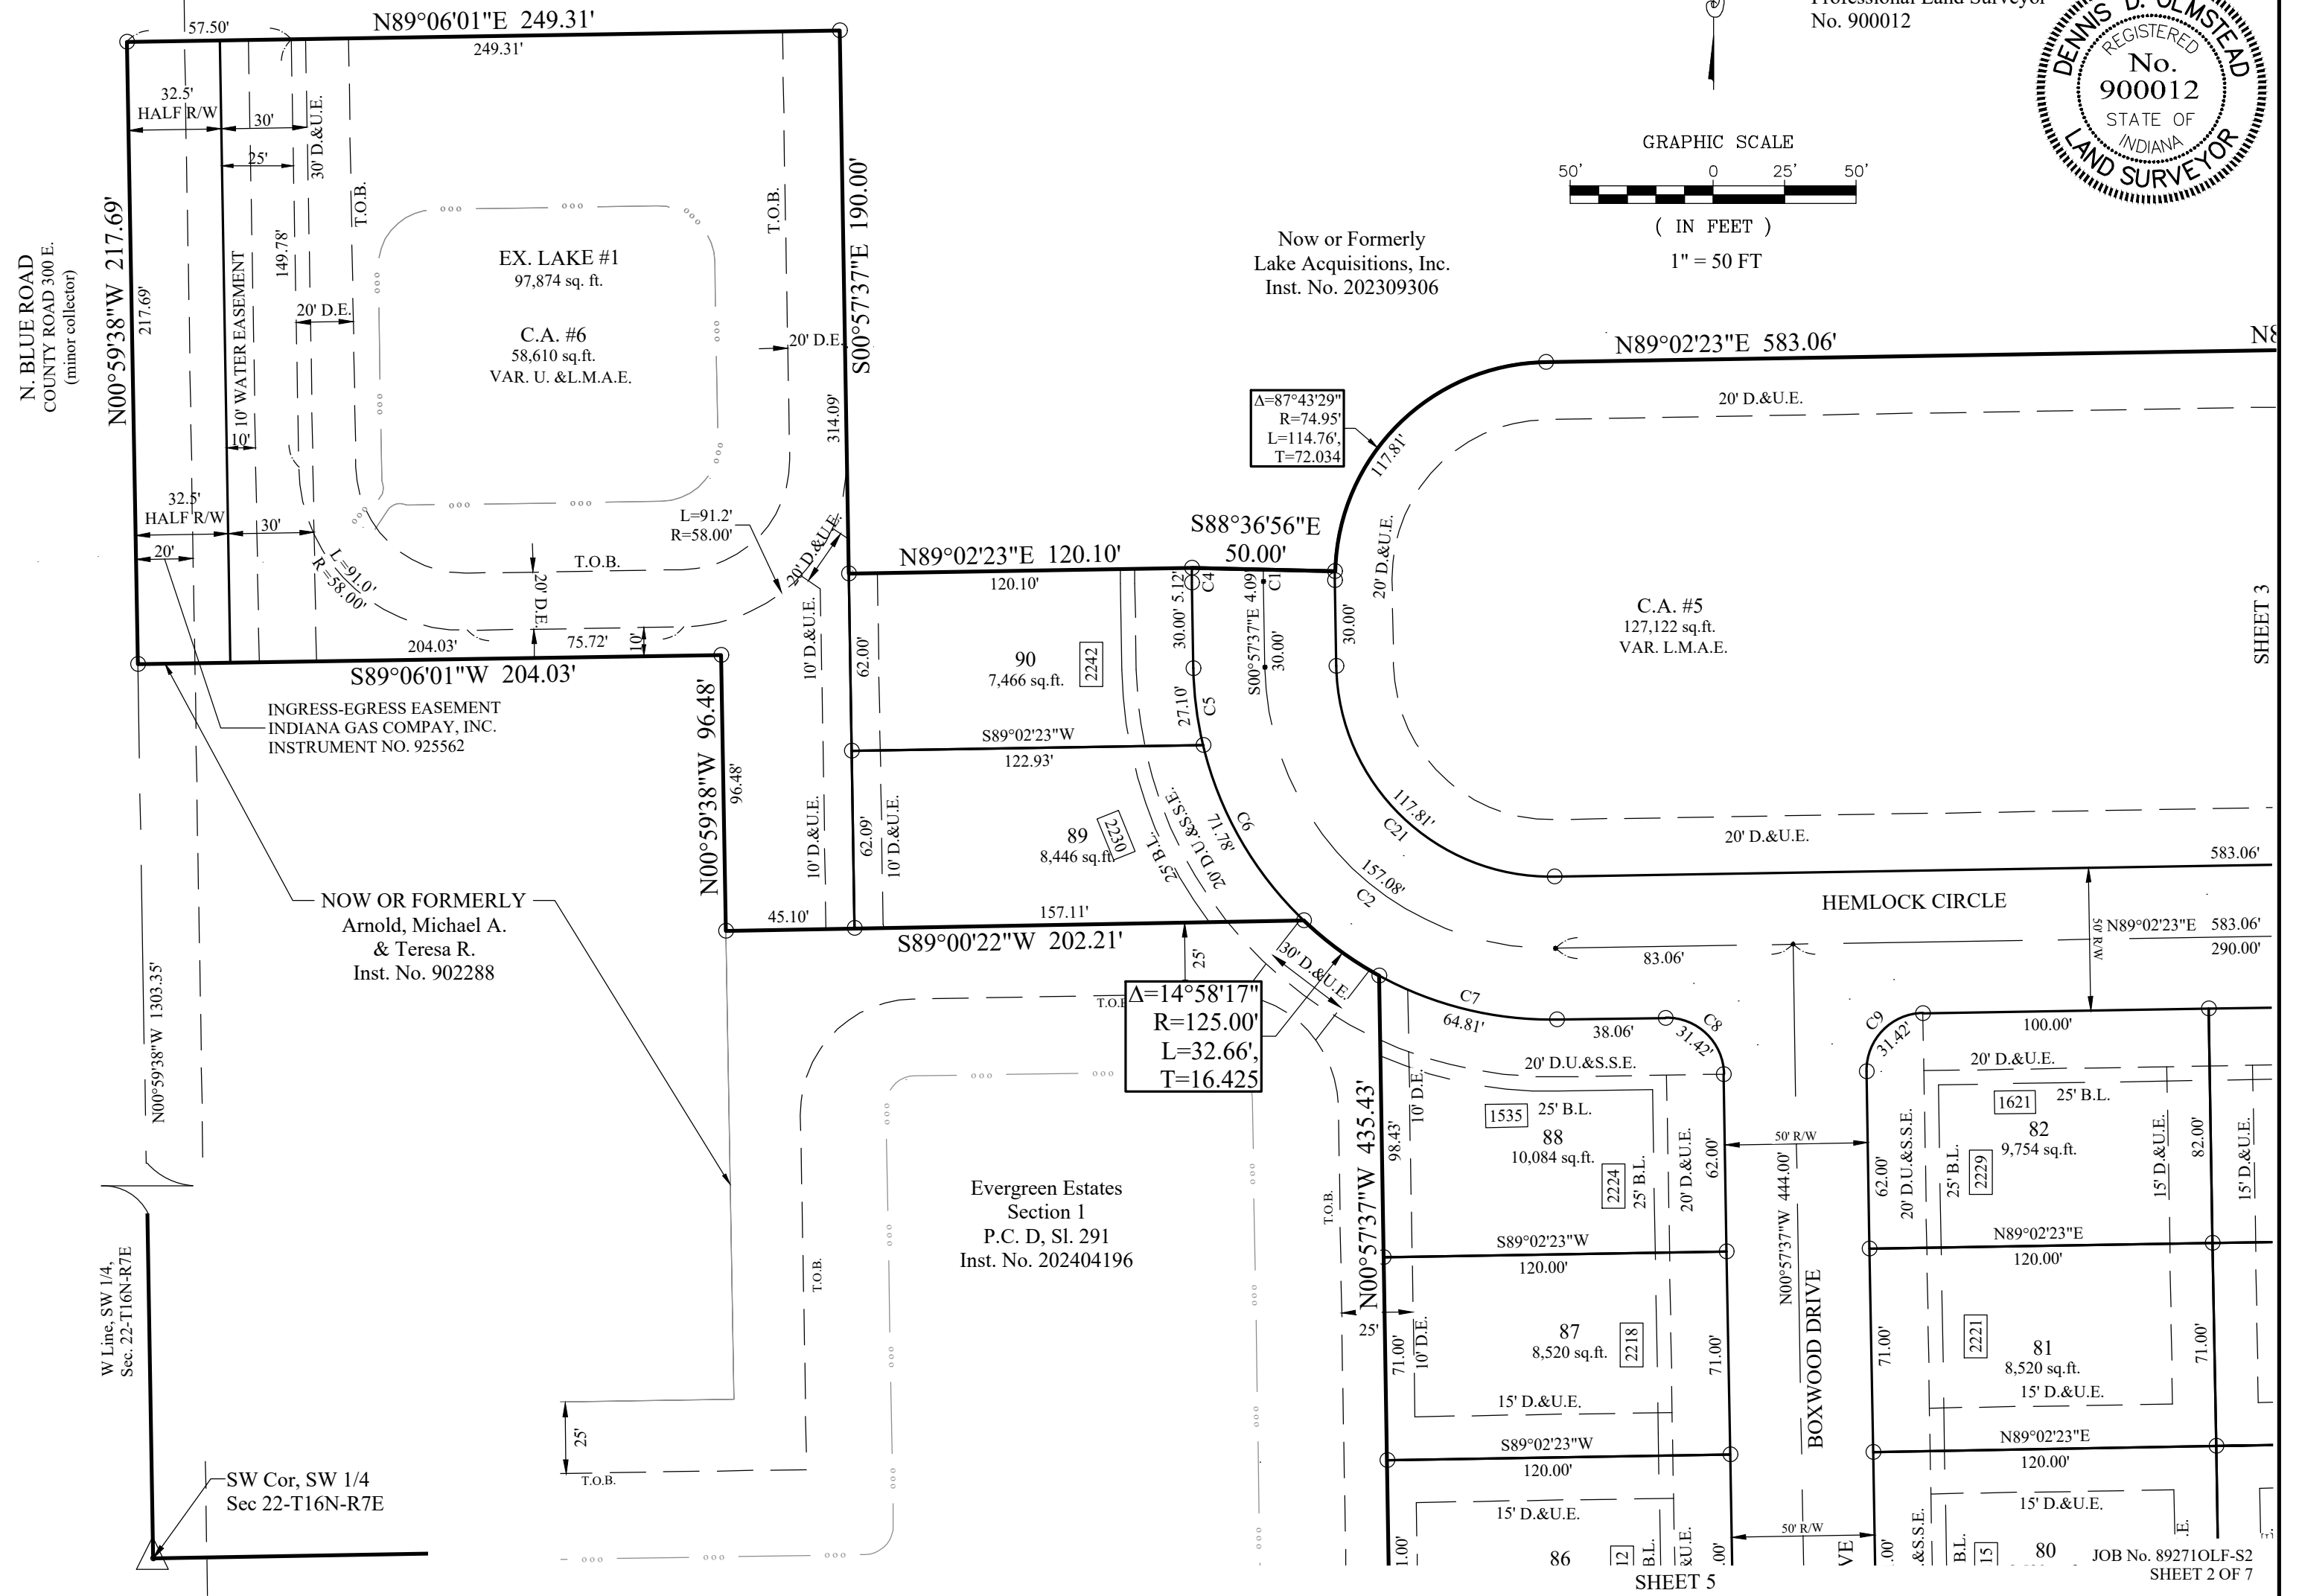 Professional Land Surveyor
No. 900012
DENNIS D. OLMSTEAD
REGISTERED
No.
900012
STATE OF
INDIANA
LAND SURVEYOR
GRAPHIC SCALE
50' 0 25' 50'
( IN FEET )
1" = 50 FT
57.50'
N89°06'01"E 249.31'
249.31'
32.5'
HALF R/W
30'
25'
30' D.&U.E.
T.O.B.
T.O.B.
N. BLUE ROAD
COUNTY ROAD 300 E.
(minor collector)
N00°59'38"W 217.69'
217.69'
10' WATER EASEMENT
149.78'
10'
20' D.E.
EX. LAKE #1
97,874 sq. ft.
C.A. #6
58,610 sq.ft.
VAR. U. &L.M.A.E.
20' D.E.
S00°57'37"E 190.00'
314.09'
32.5'
HALF R/W
30'
20'
L=91.0'
R =58.00'
L=91.2'
R=58.00'
T.O.B.
20' D.E.
20' D.&U.E.
204.03'
75.72'
10'
S89°06'01"W 204.03'
INGRESS-EGRESS EASEMENT
INDIANA GAS COMPAY, INC.
INSTRUMENT NO. 925562
N00°59'38"W 96.48'
96.48'
10' D.&U.E.
10' D.&U.E.
62.00'
62.09'
10' D.&U.E.
NOW OR FORMERLY
Arnold, Michael A.
& Teresa R.
Inst. No. 902288
45.10'
157.11'
S89°00'22"W 202.21'
Now or Formerly
Lake Acquisitions, Inc.
Inst. No. 202309306
N89°02'23"E 583.06'
N8
Δ=87°43'29"
R=74.95'
L=114.76',
T=72.034
117.81'
20' D.&U.E.
20' D.&U.E.
C.A. #5
127,122 sq.ft.
VAR. L.M.A.E.
SHEET 3
N89°02'23"E 120.10'
120.10'
S88°36'56"E
50.00'
5.12'
C4
30.00'
S00°57'37"E 4.09'
C1
30.00'
30.00'
90
7,466 sq.ft.
2242
27.10'
C5
S89°02'23"W
122.93'
89
8,446 sq.ft.
2230
25' B.L.
20' D.U.&S.S.E.
71.78'
C6
117.81'
C21
157.08'
C2
20' D.&U.E.
583.06'
HEMLOCK CIRCLE
N89°02'23"E 583.06'
290.00'
50' R/W
83.06'
25'
30' D.&U.E.
Δ=14°58'17"
R=125.00'
L=32.66',
T=16.425
T.O.B
C7
64.81'
38.06'
C8
31.42'
C9
31.42'
100.00'
20' D.U.&S.S.E.
20' D.&U.E.
N00°59'38"W 1303.35'
W Line, SW 1/4,
Sec. 22-T16N-R7E
SW Cor, SW 1/4
Sec 22-T16N-R7E
25'
T.O.B.
T.O.B.
Evergreen Estates
Section 1
P.C. D, Sl. 291
Inst. No. 202404196
T.O.B.
25'
N00°57'37"W 435.43'
98.43'
10' D.E.
1535
25' B.L.
88
10,084 sq.ft.
2224
25' B.L.
20' D.&U.E.
62.00'
50' R/W
N00°57'37"W 444.00'
BOXWOOD DRIVE
62.00'
20' D.U.&S.S.E.
25' B.L.
1621
25' B.L.
82
9,754 sq.ft.
2229
15' D.&U.E.
82.00'
15' D.&U.E.
S89°02'23"W
120.00'
N89°02'23"E
120.00'
71.00'
10' D.E.
87
8,520 sq.ft.
2218
71.00'
71.00'
2221
81
8,520 sq.ft.
71.00'
15' D.&U.E.
15' D.&U.E.
S89°02'23"W
120.00'
N89°02'23"E
120.00'
15' D.&U.E.
15' D.&U.E.
50' R/W
1.00'
86
12
B.L.
&U.E.
.00'
VE
.00'
&S.S.E.
B.L.
15
80
.E.
SHEET 5
JOB No. 89271OLF-S2
SHEET 2 OF 7